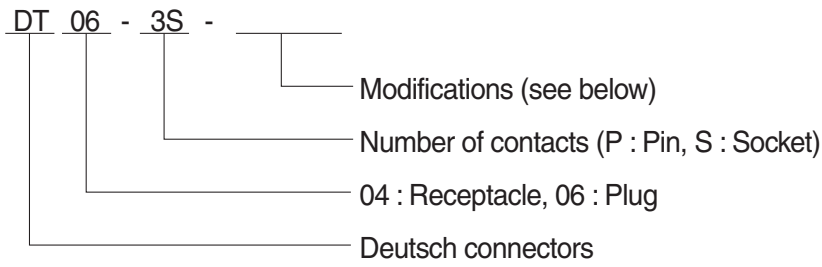 DT 06 - 3S -
Modifications (see below)
Number of contacts (P : Pin, S : Socket)
04 : Receptacle, 06 : Plug
Deutsch connectors